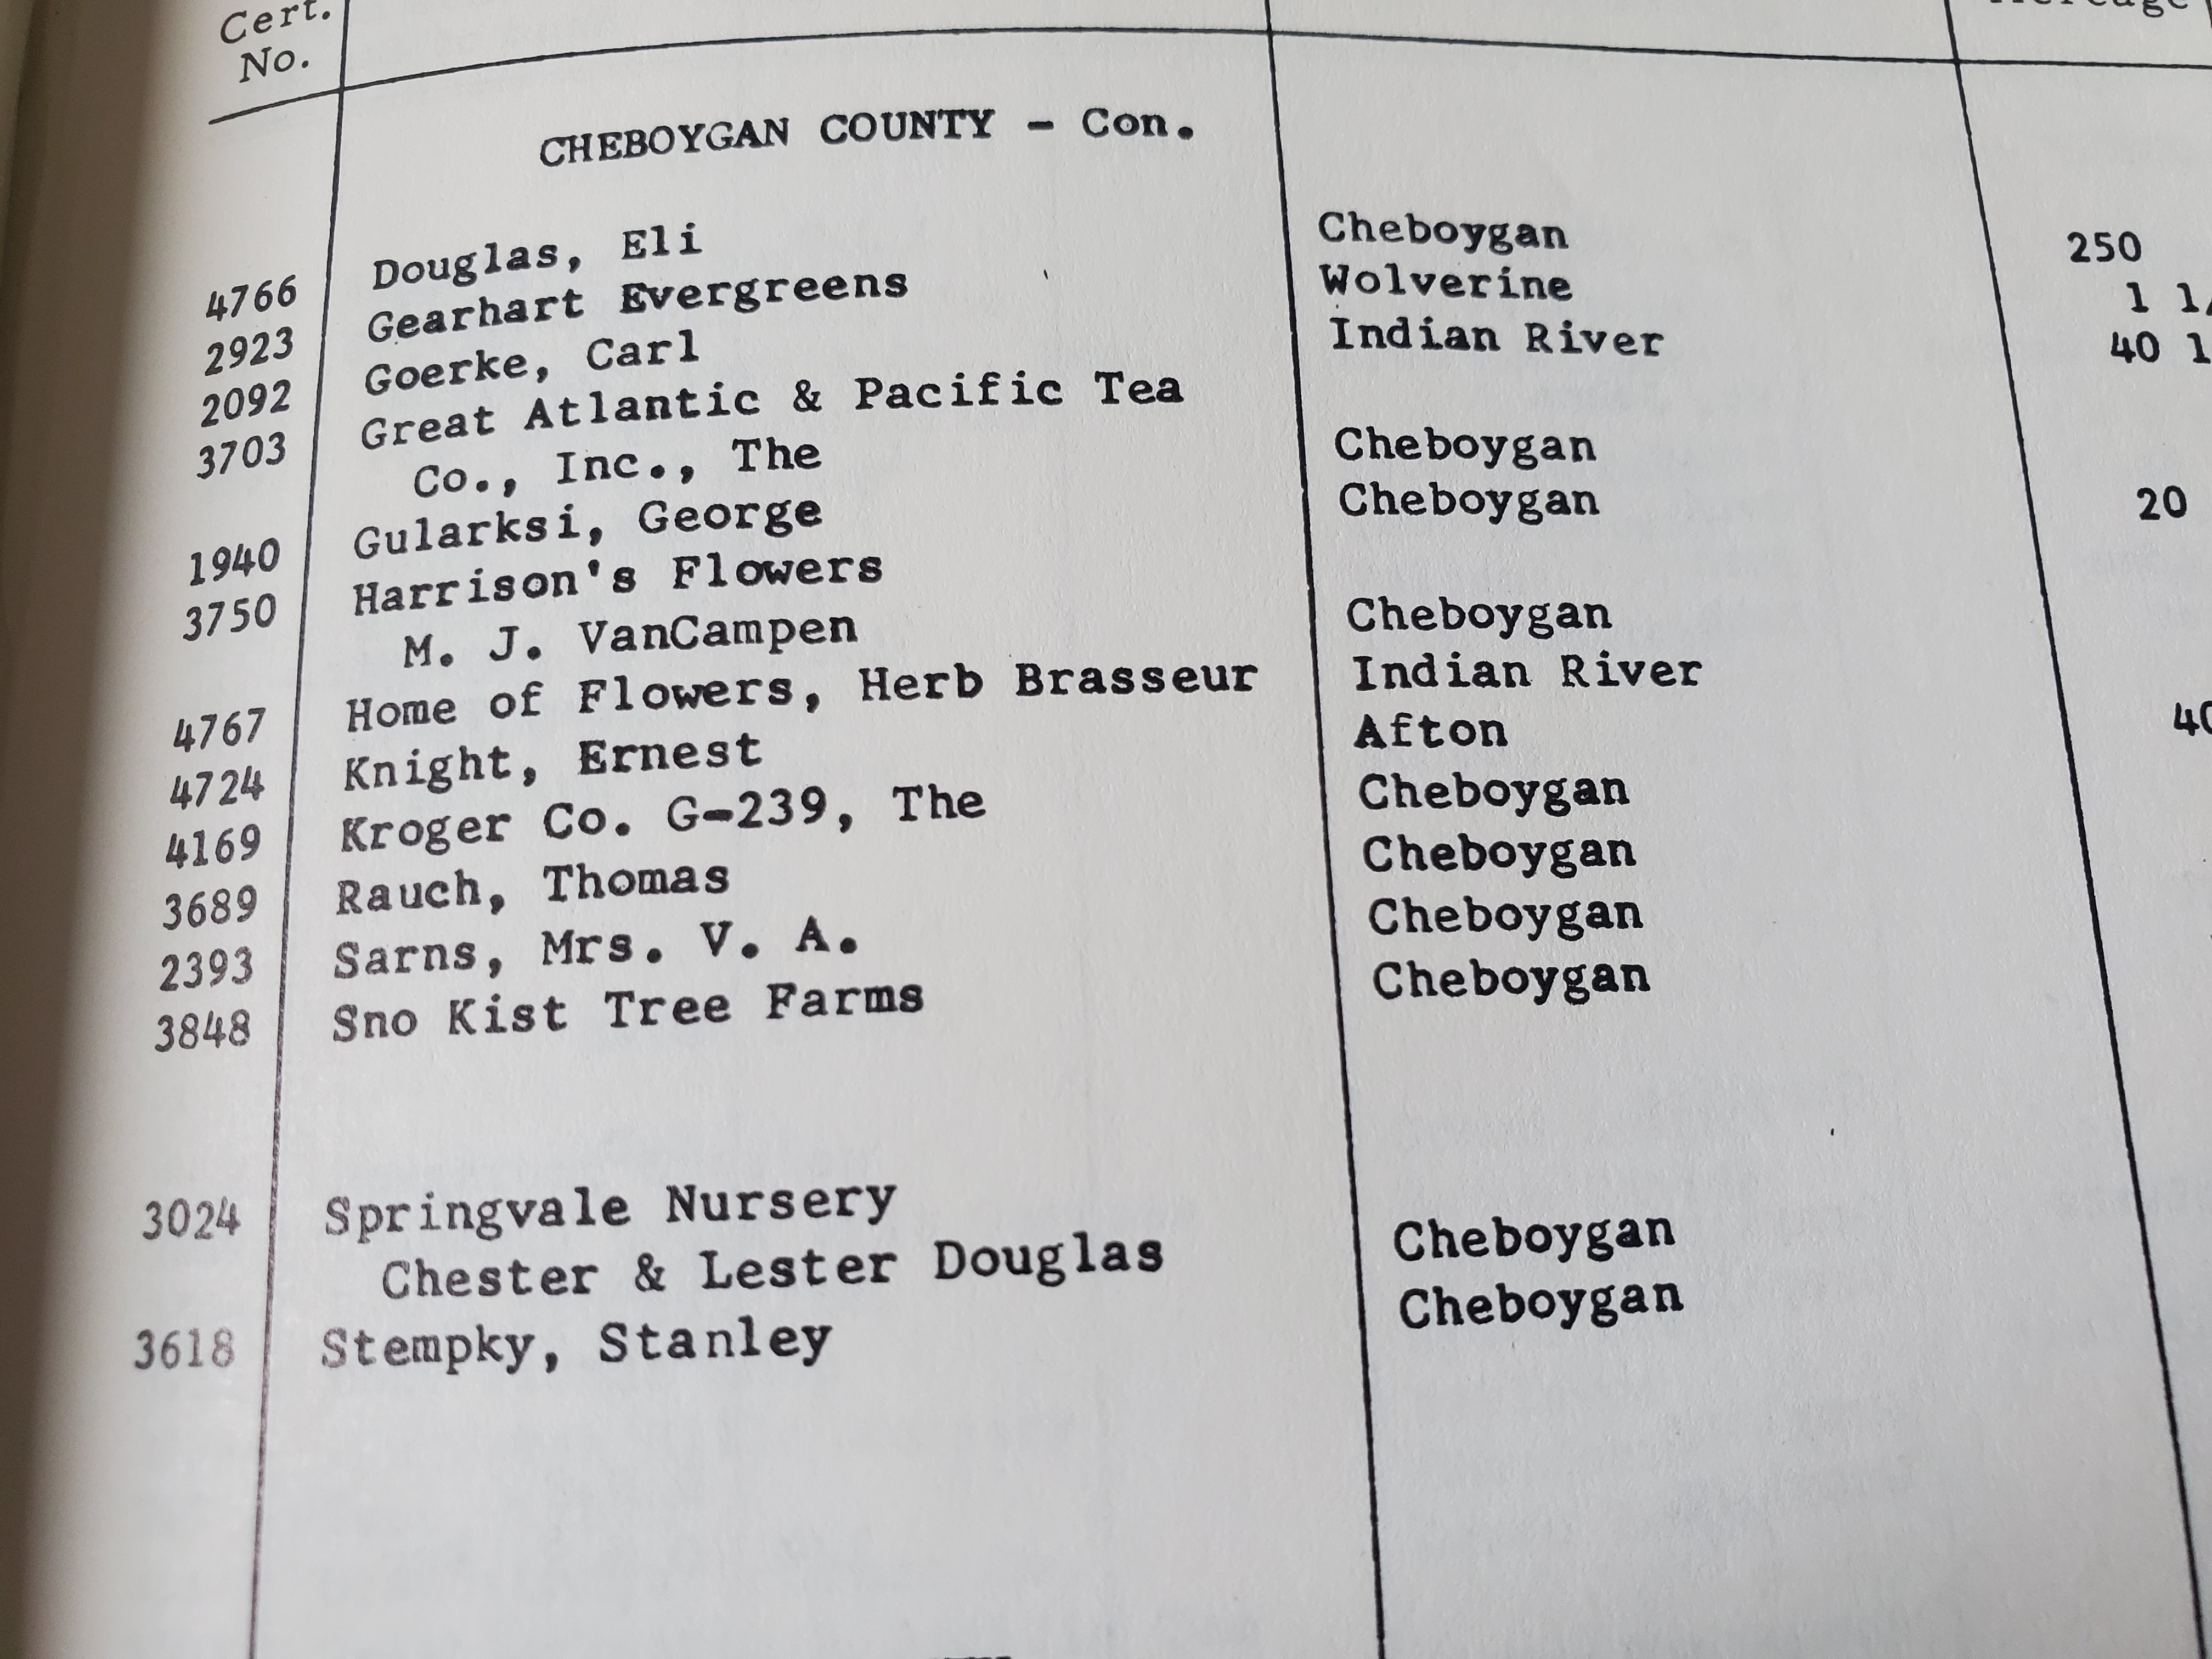 Cert.
No.
CHEBOYGAN COUNTY - Con.
4766 Douglas, Eli Cheboygan 250
2923 Gearhart Evergreens Wolverine 1
2092 Goerke, Carl Indian River 40
3703 Great Atlantic & Pacific Tea
Co., Inc., The Cheboygan
1940 Gularksi, George Cheboygan 20
3750 Harrison's Flowers
M. J. VanCampen Cheboygan
4767 Home of Flowers, Herb Brasseur Indian River
4724 Knight, Ernest Afton
4169 Kroger Co. G-239, The Cheboygan
3689 Rauch, Thomas Cheboygan
2393 Sarns, Mrs. V. A. Cheboygan
3848 Sno Kist Tree Farms Cheboygan
3024 Springvale Nursery
Chester & Lester Douglas Cheboygan
3618 Stempky, Stanley Cheboygan